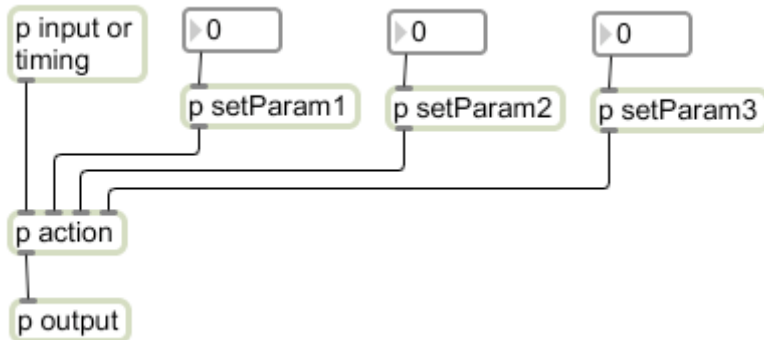 p input or
timing
0
0
0
p setParam1
p setParam2
p setParam3
p action
p output